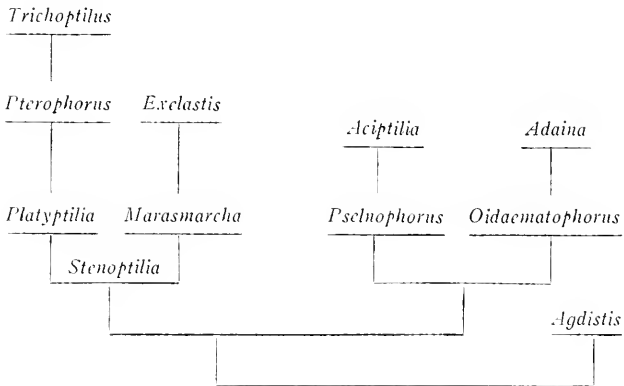 Trichoptilus
Pterophorus Exelastis
Aciptilia Adaina
Platyptilia Marasmarcha Pselnophorus Oidaematophorus
Stenoptilia
Agdistis